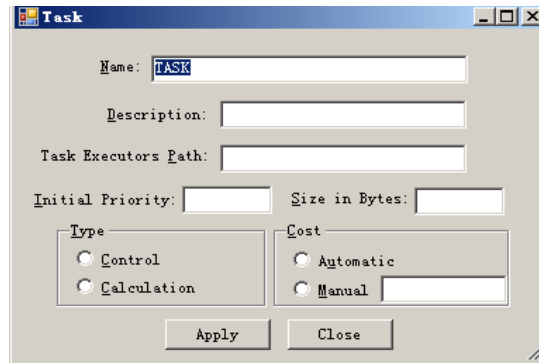 Task
Name: TASK
Description:
Task Executors Path:
Initial Priority: Size in Bytes:
Type Cost
Control Automatic
Calculation Manual
Apply Close